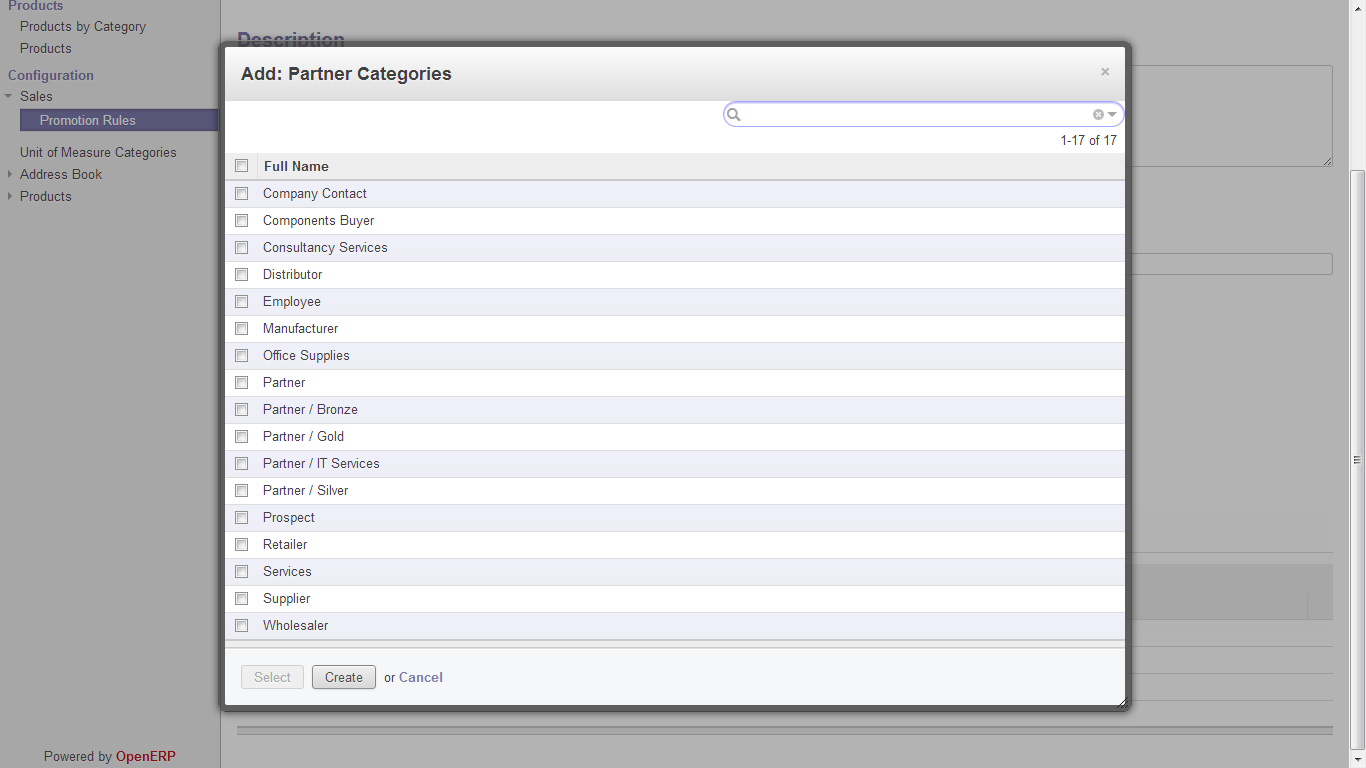 Products
Products by Category
Products
Configuration
Sales
Promotion Rules
Unit of Measure Categories
Address Book
Products
Powered by OpenERP
Description
Add: Partner Categories
1-17 of 17
Full Name
Company Contact
Components Buyer
Consultancy Services
Distributor
Employee
Manufacturer
Office Supplies
Partner
Partner / Bronze
Partner / Gold
Partner / IT Services
Partner / Silver
Prospect
Retailer
Services
Supplier
Wholesaler
Select Create or Cancel